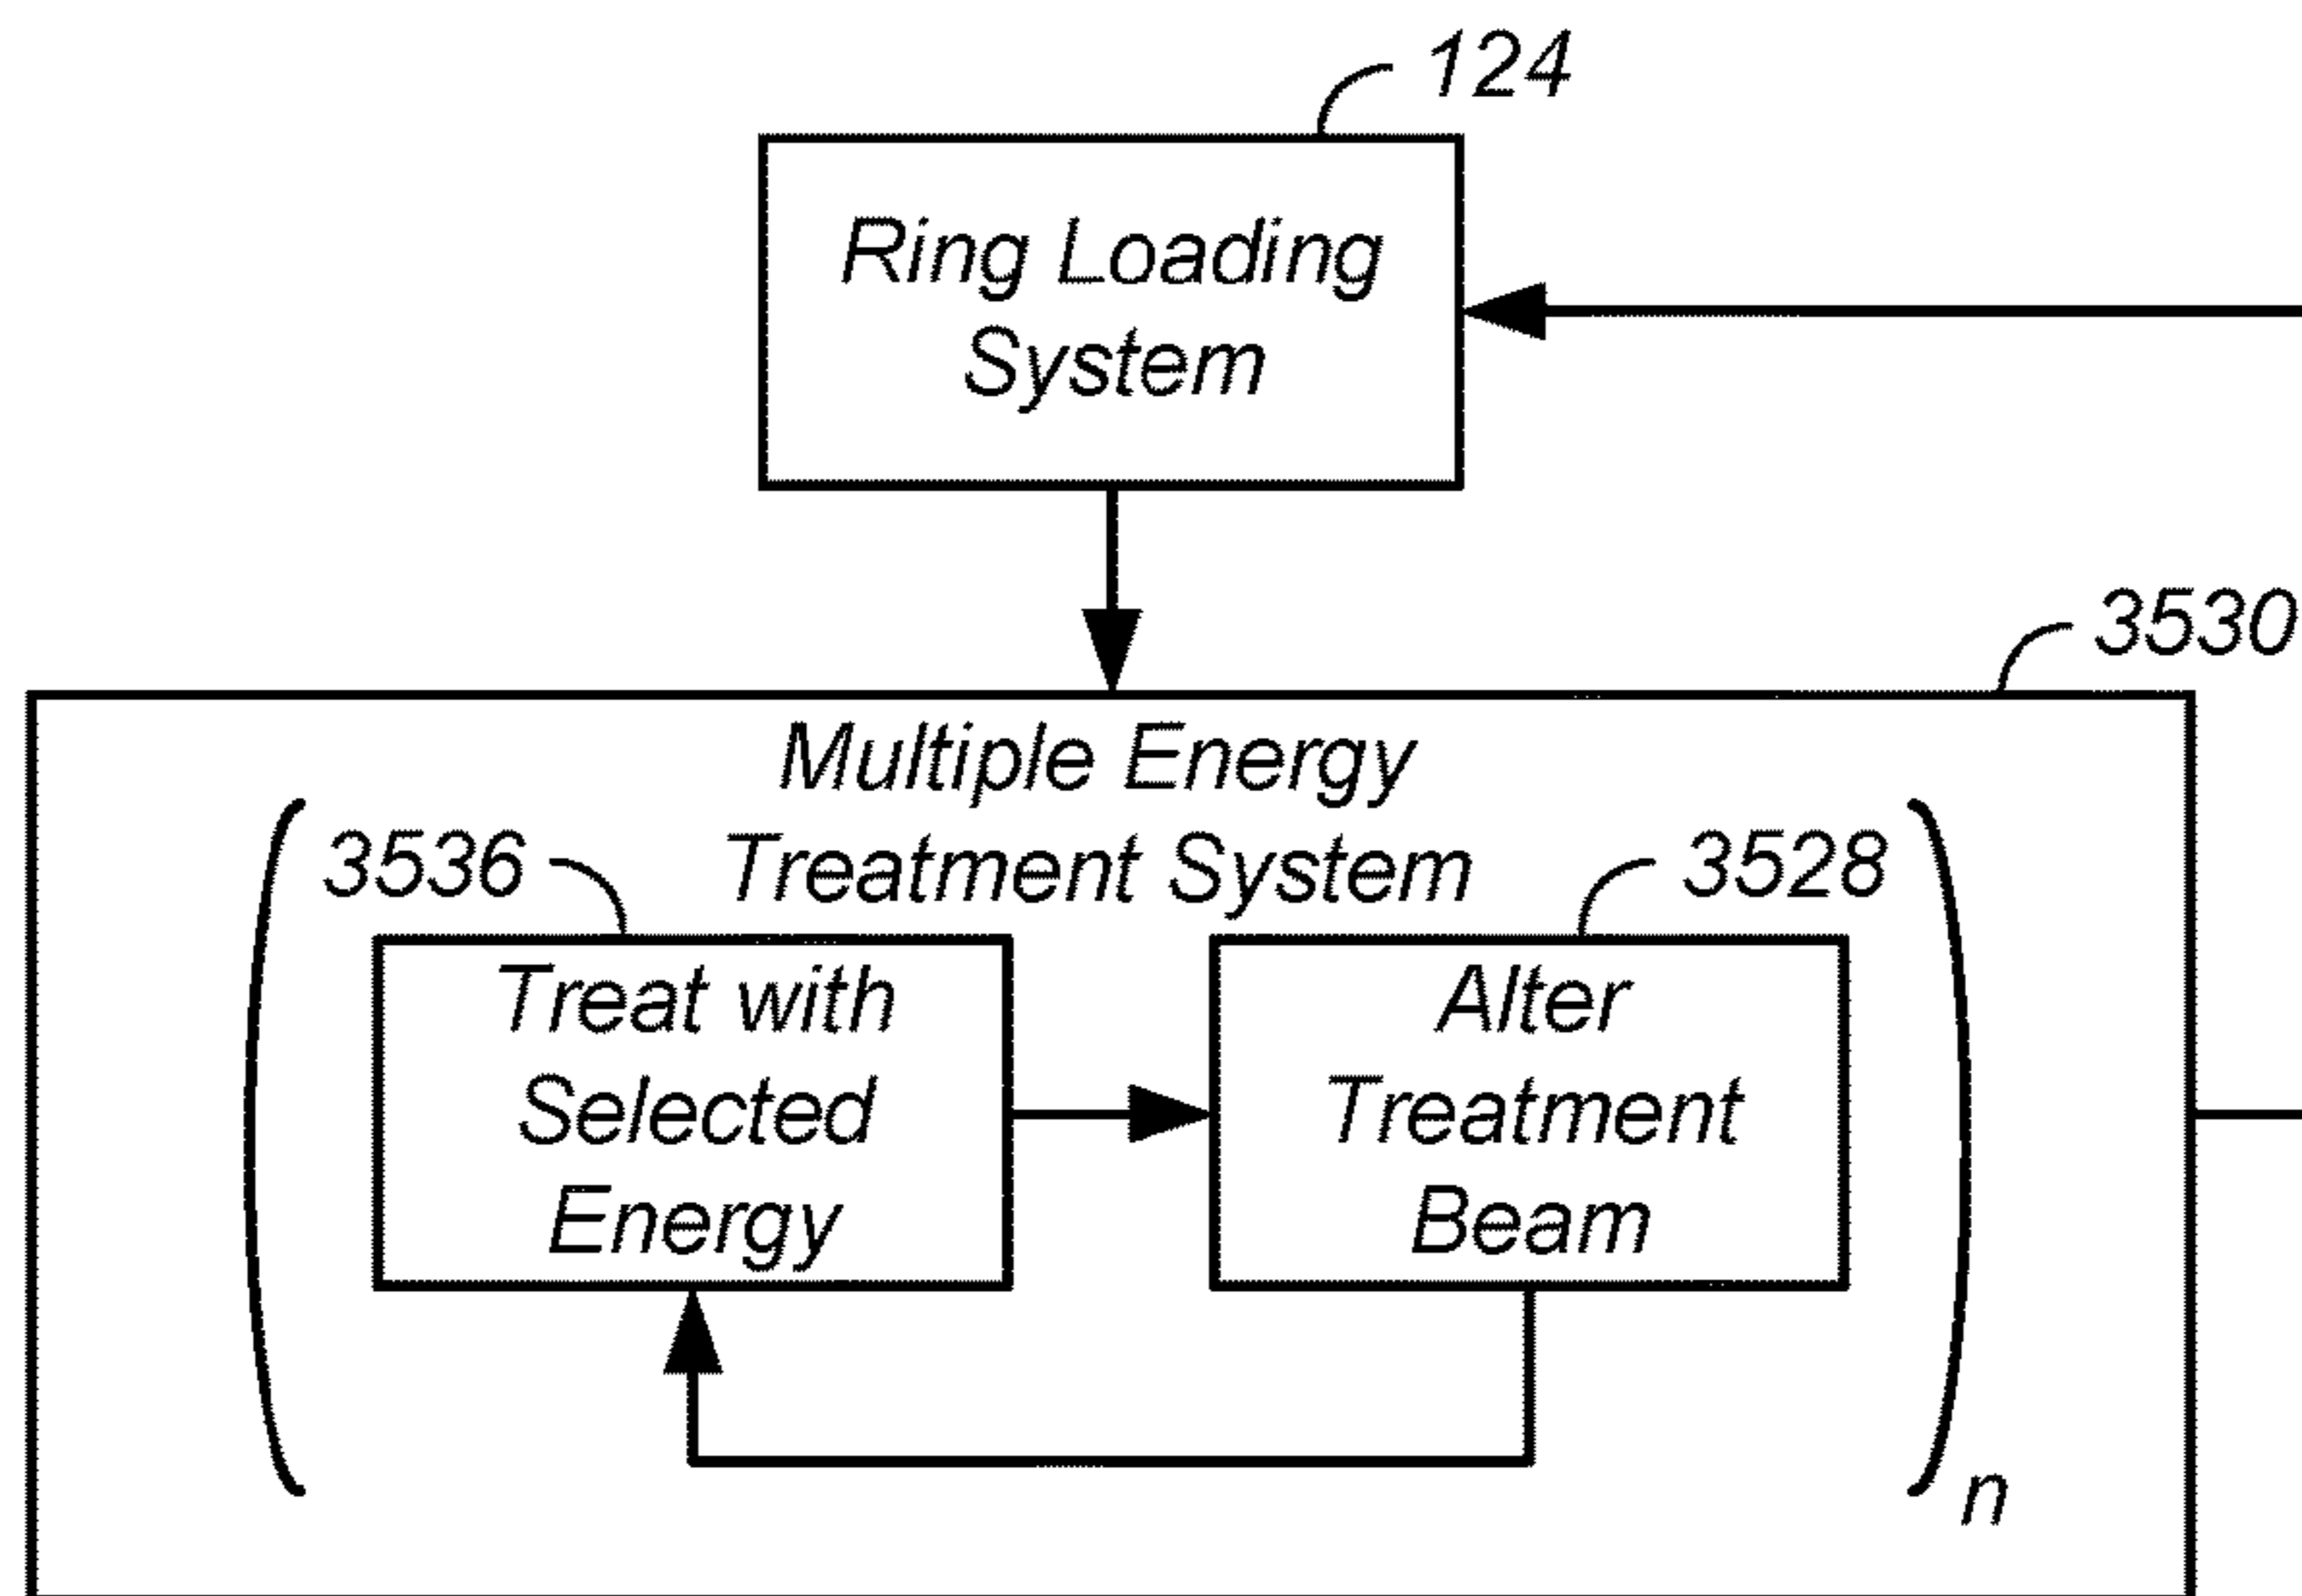 124
Ring Loading
System
3530
Multiple Energy
Treatment System
3536
3528
Treat with
Selected
Energy
Alter
Treatment
Beam
n